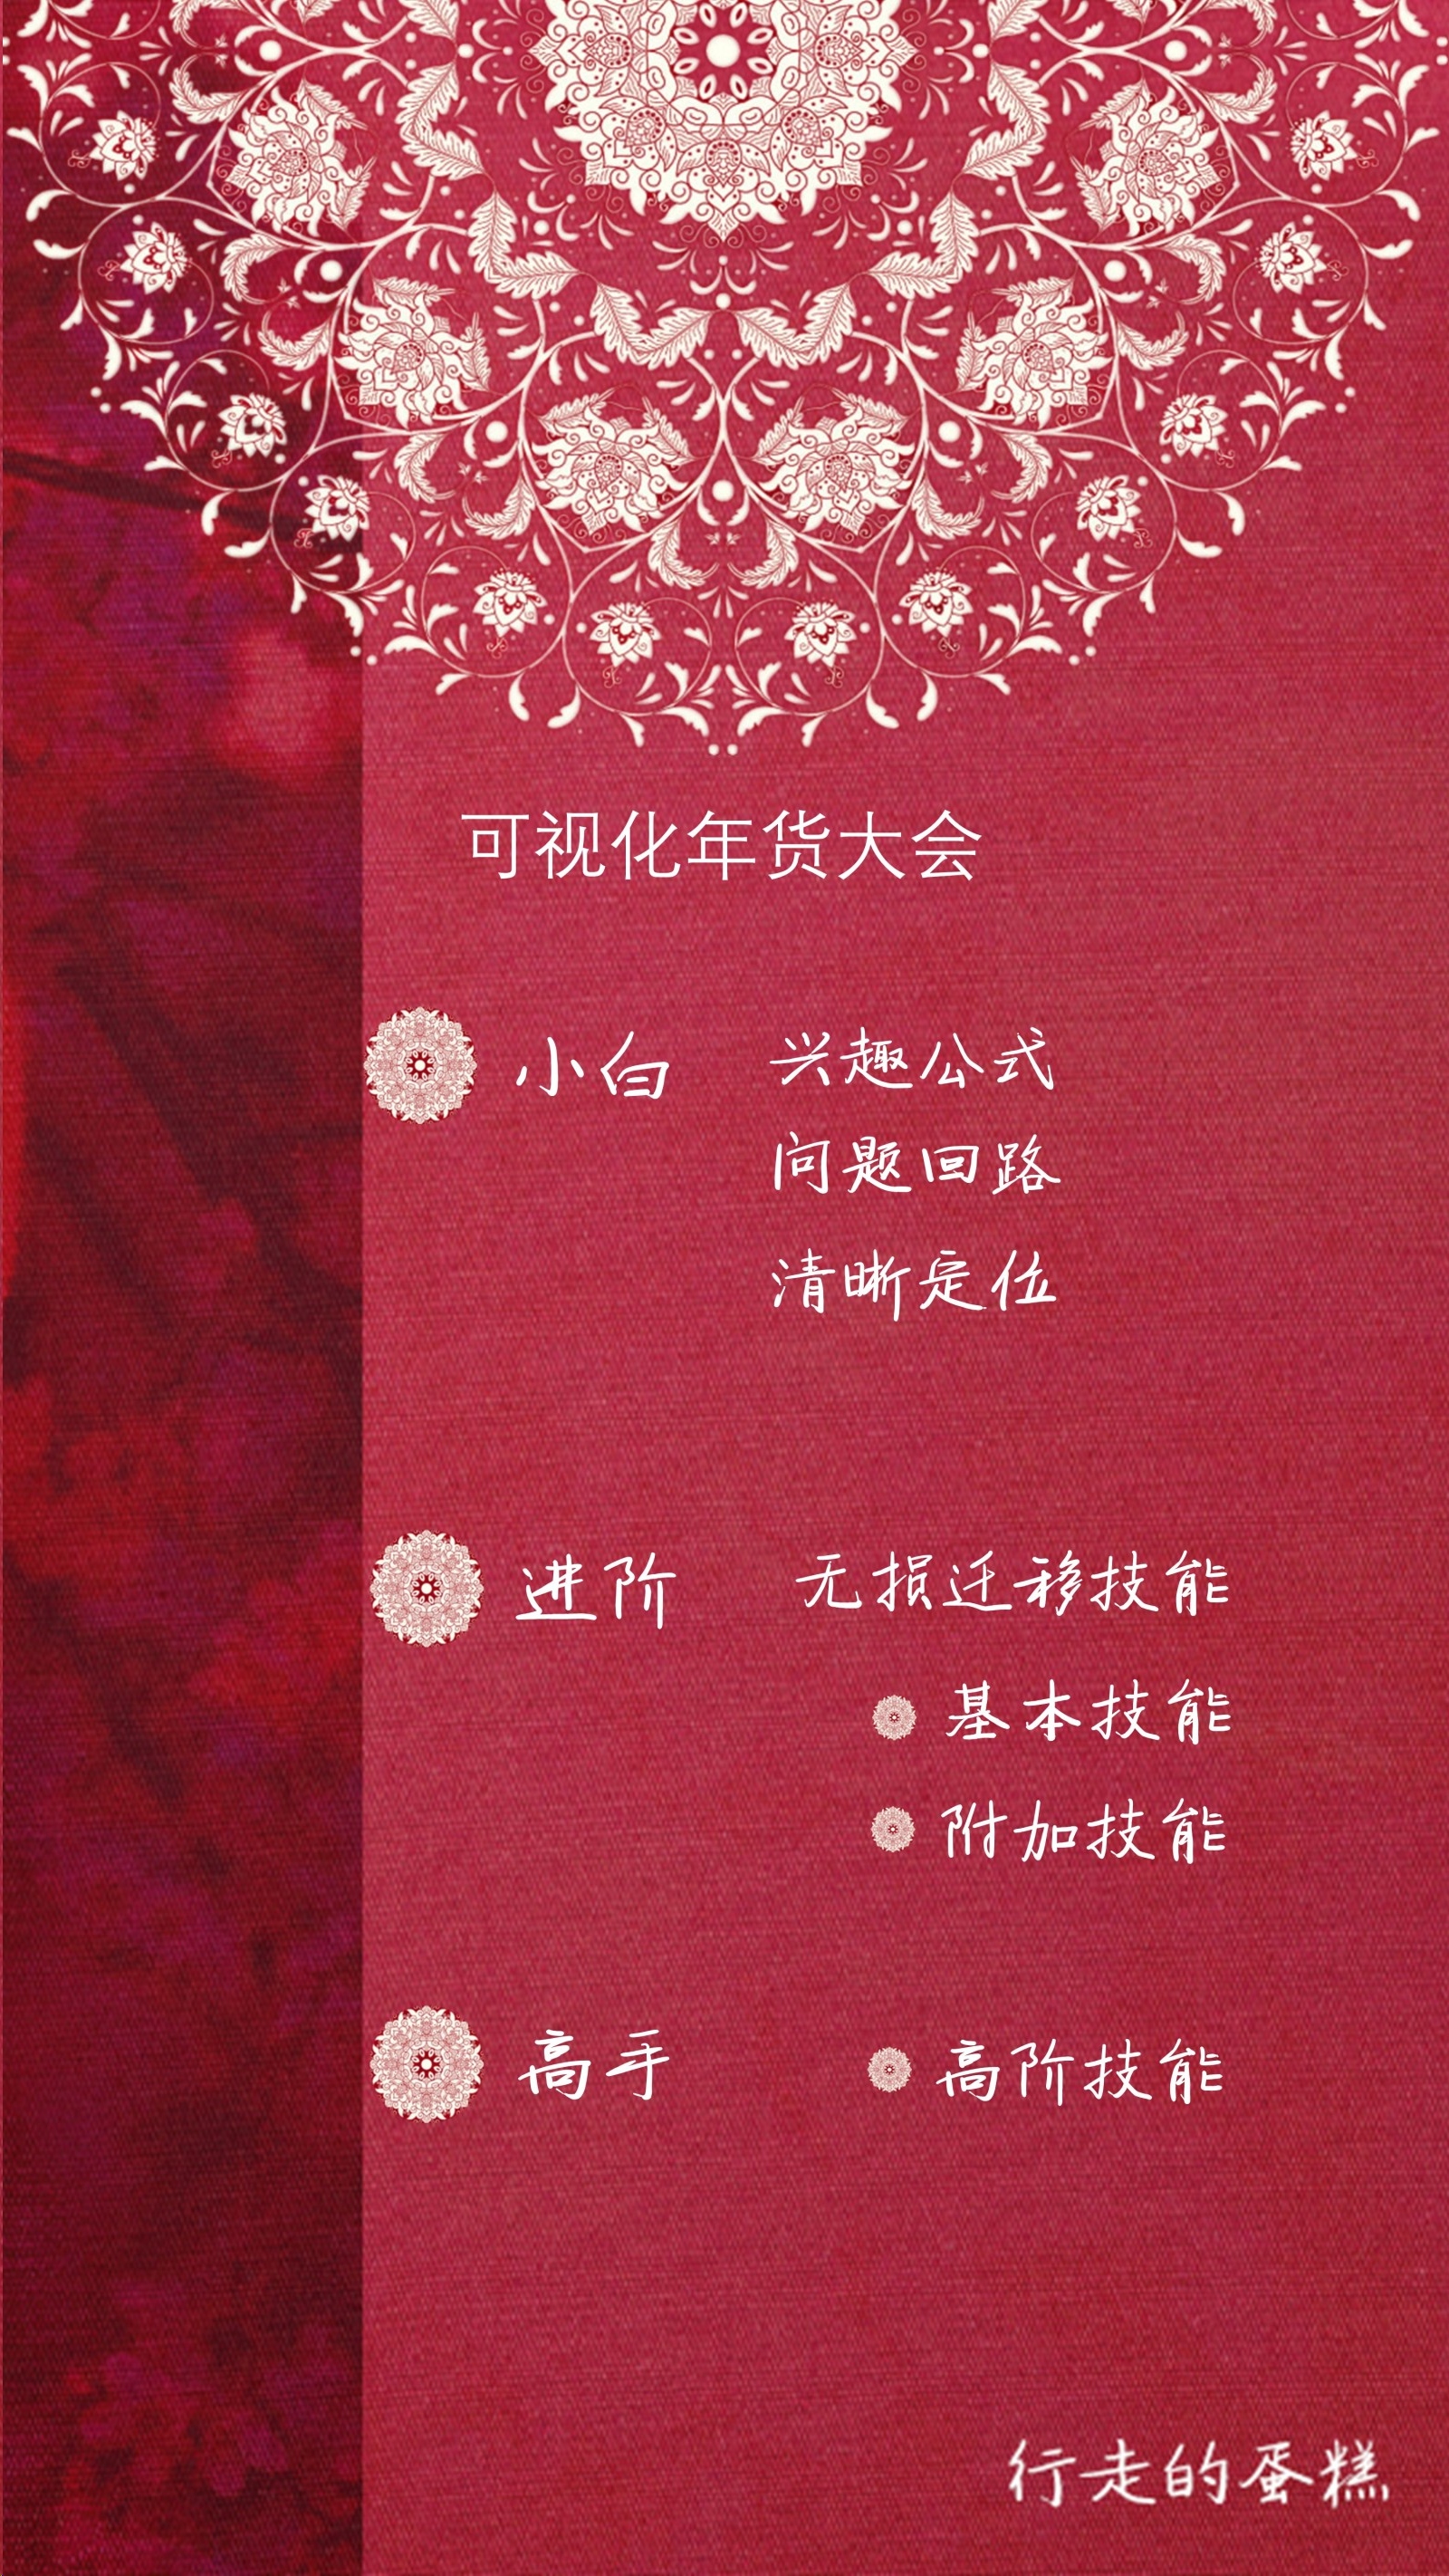 可视化年货大会
小白 兴趣公式
问题回路
清晰定位
进阶 无损迁移技能
基本技能
附加技能
高手 高阶技能
行走的蛋糕